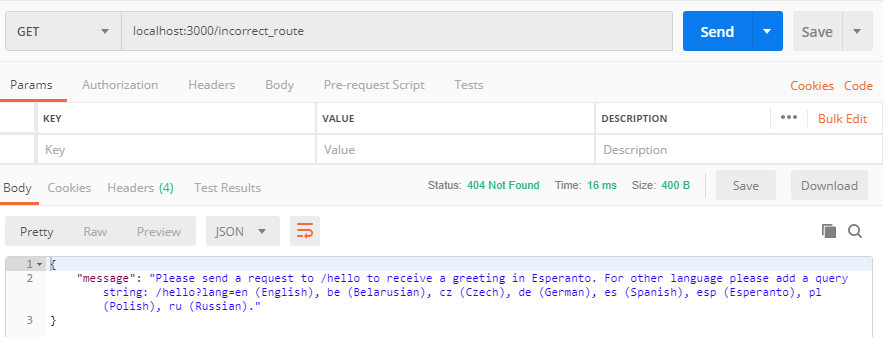 GET localhost:3000/incorrect_route Send Save
Params Authorization Headers Body Pre-request Script Tests Cookies Code
KEY VALUE DESCRIPTION ••• Bulk Edit
Key Value Description
Body Cookies Headers (4) Test Results Status: 404 Not Found Time: 16 ms Size: 400 B Save Download
Pretty Raw Preview JSON
1 {
2 "message": "Please send a request to /hello to receive a greeting in Esperanto. For other language please add a query
string: /hello?lang=en (English), be (Belarusian), cz (Czech), de (German), es (Spanish), esp (Esperanto), pl
(Polish), ru (Russian)."
3 }